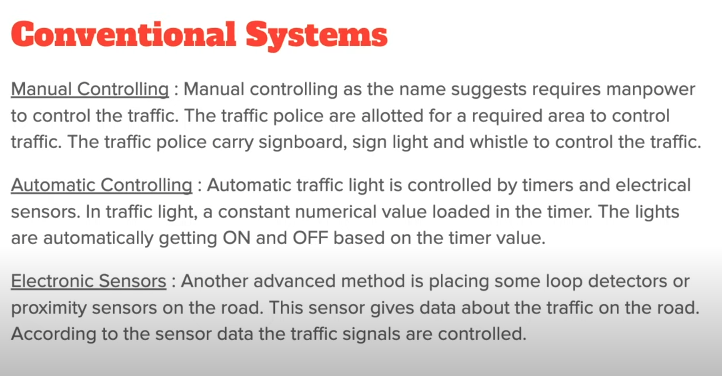 Conventional Systems
Manual Controlling : Manual controlling as the name suggests requires manpower
to control the traffic. The traffic police are allotted for a required area to control
traffic. The traffic police carry signboard, sign light and whistle to control the traffic.
Automatic Controlling : Automatic traffic light is controlled by timers and electrical
sensors. In traffic light, a constant numerical value loaded in the timer. The lights
are automatically getting ON and OFF based on the timer value.
Electronic Sensors : Another advanced method is placing some loop detectors or
proximity sensors on the road. This sensor gives data about the traffic on the road.
According to the sensor data the traffic signals are controlled.